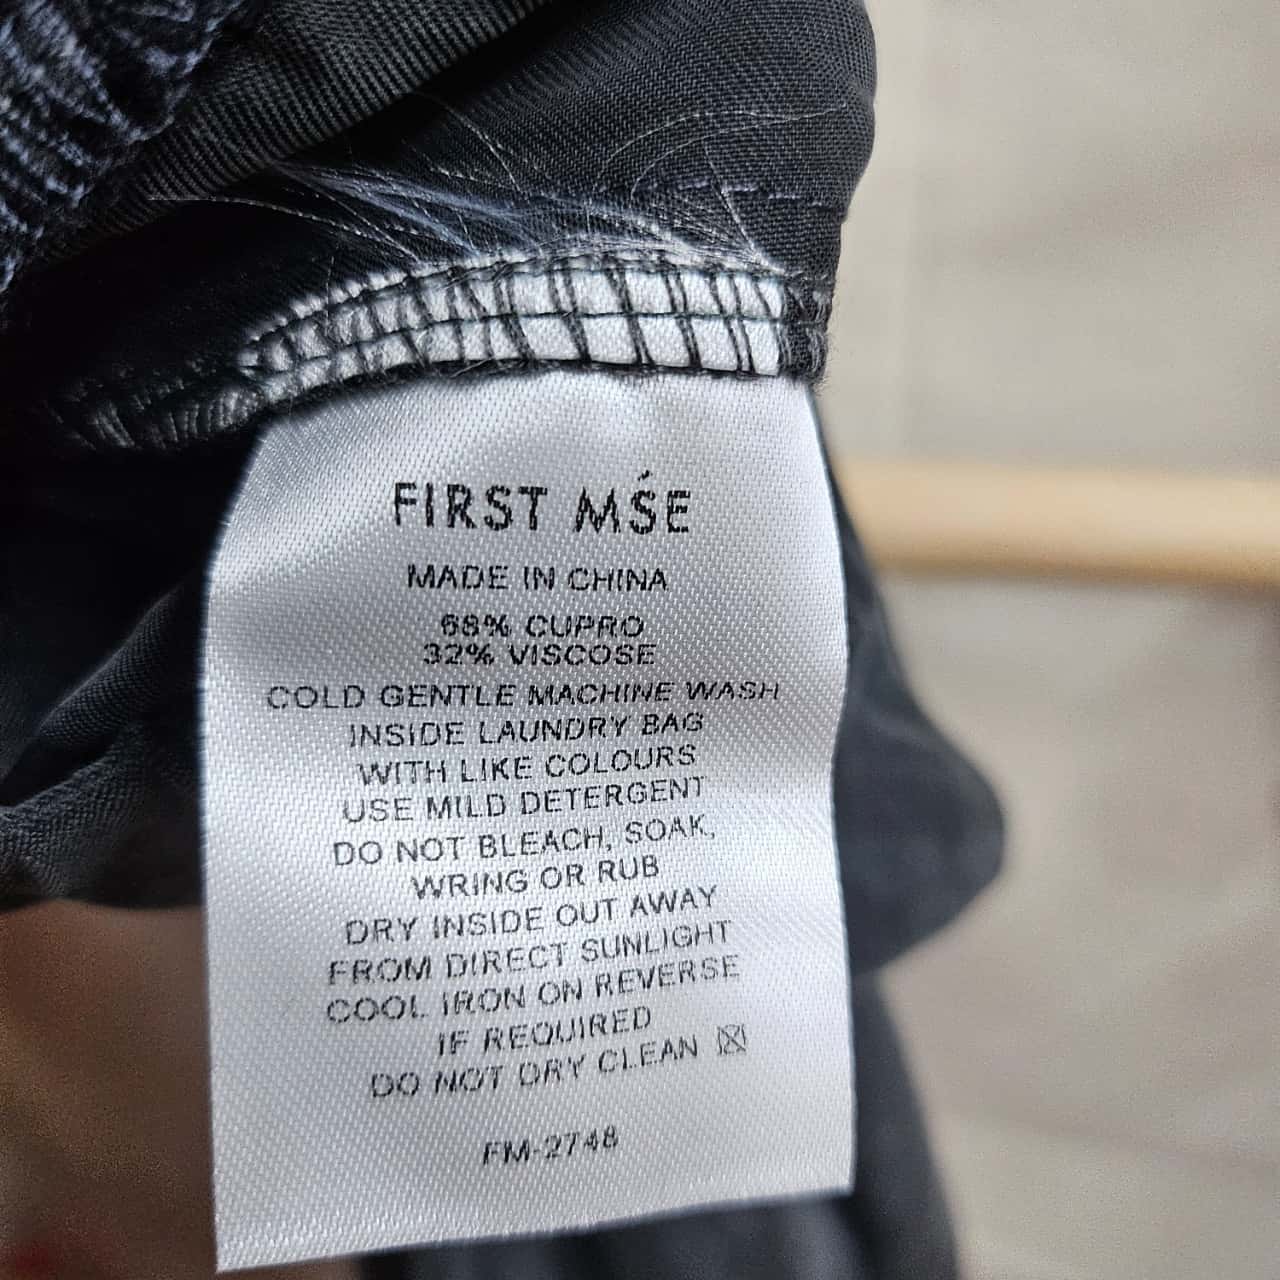 FIRST MŚE
MADE IN CHINA
68% CUPRO
32% VISCOSE
COLD GENTLE MACHINE WASH
INSIDE LAUNDRY BAG
WITH LIKE COLOURS
USE MILD DETERGENT
DO NOT BLEACH, SOAK,
WRING OR RUB
DRY INSIDE OUT AWAY
FROM DIRECT SUNLIGHT
COOL IRON ON REVERSE
IF REQUIRED
DO NOT DRY CLEAN
FM-2748